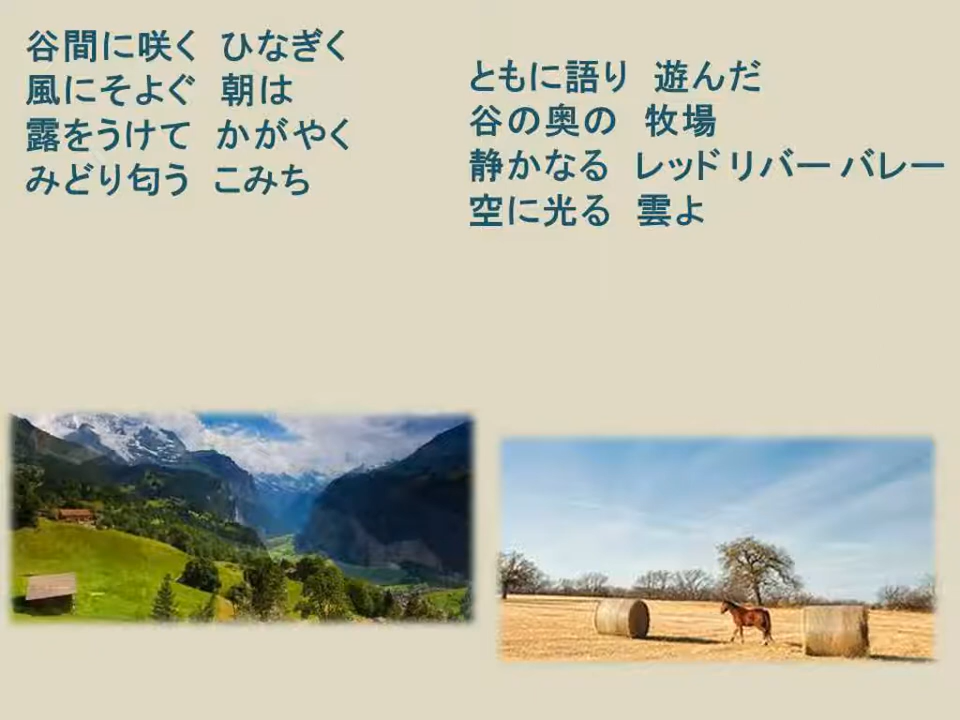 谷間に咲く　ひなぎく
風にそよぐ　朝は
露をうけて　かがやく
みどり匂う　こみち
ともに語り　遊んだ
谷の奥の　牧場
静かなる　レッド リバー バレー
空に光る　雲よ